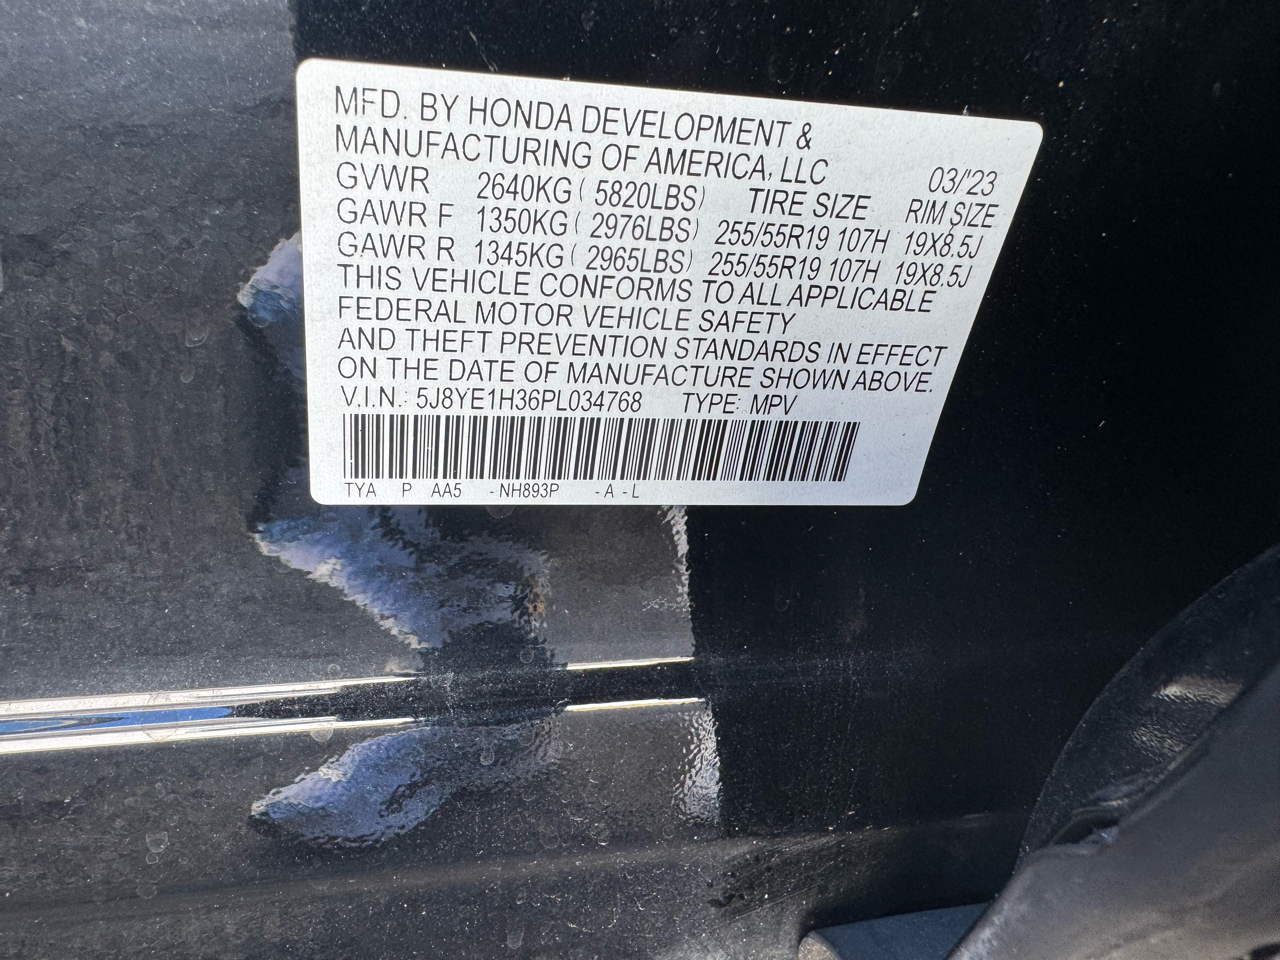 MFD. BY HONDA DEVELOPMENT &
MANUFACTURING OF AMERICA, LLC 03/'23
GVWR 2640KG ( 5820LBS) TIRE SIZE RIM SIZE
GAWR F 1350KG ( 2976LBS) 255/55R19 107H 19X8.5J
GAWR R 1345KG ( 2965LBS) 255/55R19 107H 19X8.5J
THIS VEHICLE CONFORMS TO ALL APPLICABLE
FEDERAL MOTOR VEHICLE SAFETY
AND THEFT PREVENTION STANDARDS IN EFFECT
ON THE DATE OF MANUFACTURE SHOWN ABOVE.
V.I.N.: 5J8YE1H36PL034768 TYPE: MPV
TYA P AA5 - NH893P - A - L